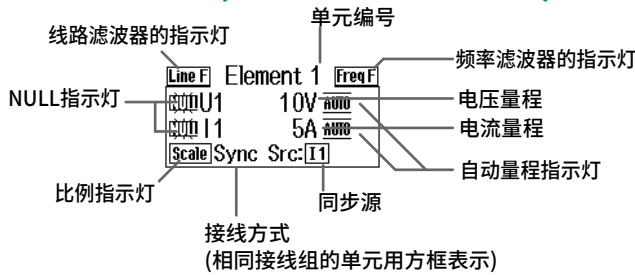 单元编号
线路滤波器的指示灯
Line F Element 1 Freq F
频率滤波器的指示灯
NULL指示灯
U1 10V AUTO
电压量程
I1 5A AUTO
电流量程
Scale Sync Src: I1
自动量程指示灯
比例指示灯
同步源
接线方式
(相同接线组的单元用方框表示)